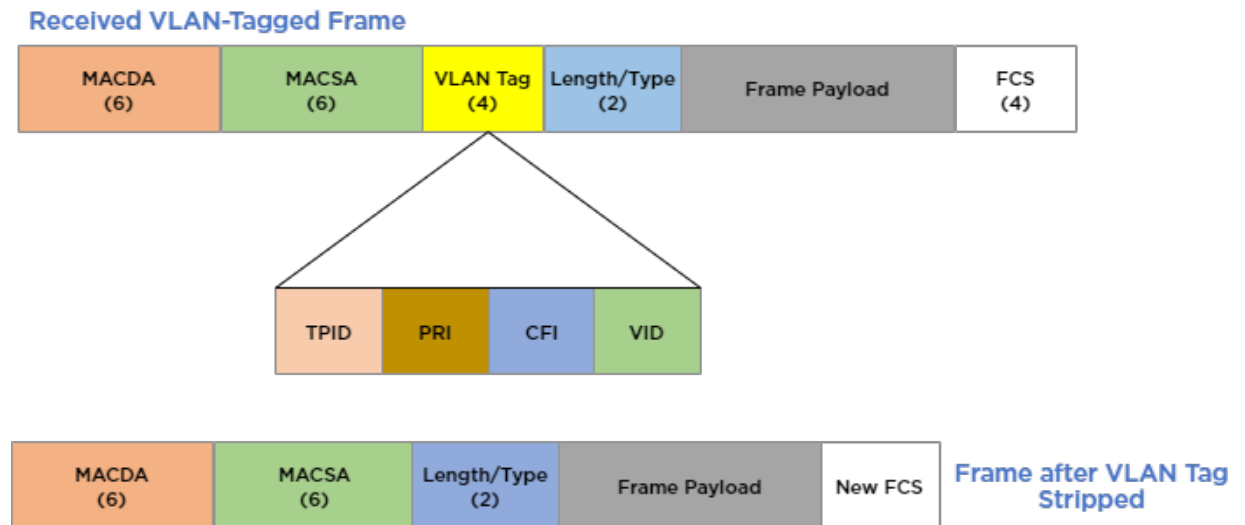 Received VLAN-Tagged Frame
MACDA
(6)
MACSA
(6)
VLAN Tag
(4)
Length/Type
(2)
Frame Payload
FCS
(4)
TPID
PRI
CFI
VID
MACDA
(6)
MACSA
(6)
Length/Type
(2)
Frame Payload
New FCS
Frame after VLAN Tag
Stripped